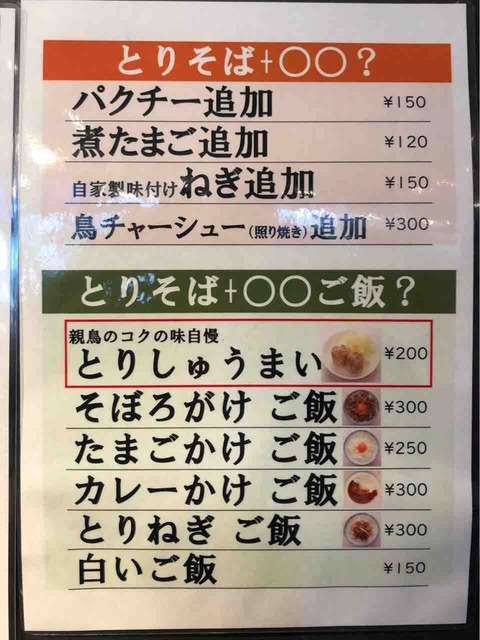 とりそば+〇〇？
パクチー追加 ¥150
煮たまご追加 ¥120
自家製味付けねぎ追加 ¥150
鳥チャーシュー(照り焼き)追加 ¥300
とりそば+〇〇ご飯？
親鳥のコクの味自慢
とりしゅうまい ¥200
そぼろがけ ご飯 ¥300
たまごかけ ご飯 ¥250
カレーかけ ご飯 ¥300
とりねぎ ご飯 ¥300
白いご飯 ¥150